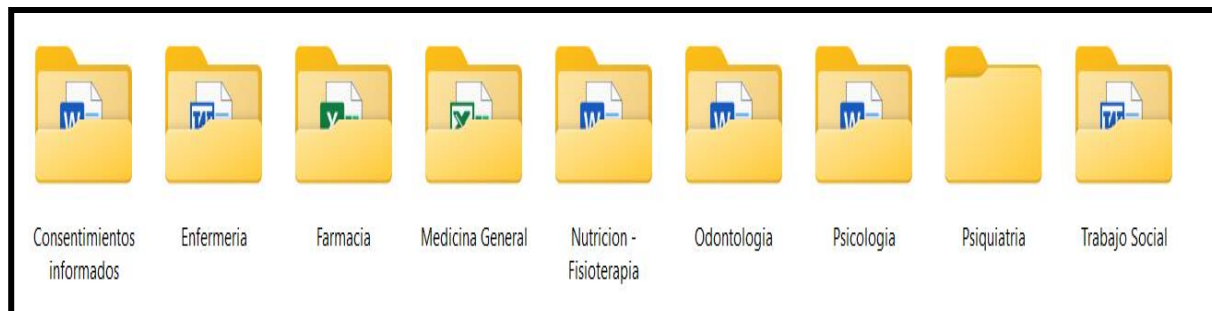 Consentimientos
informados
Enfermeria
Farmacia
Medicina General
Nutricion -
Fisioterapia
Odontologia
Psicologia
Psiquiatria
Trabajo Social